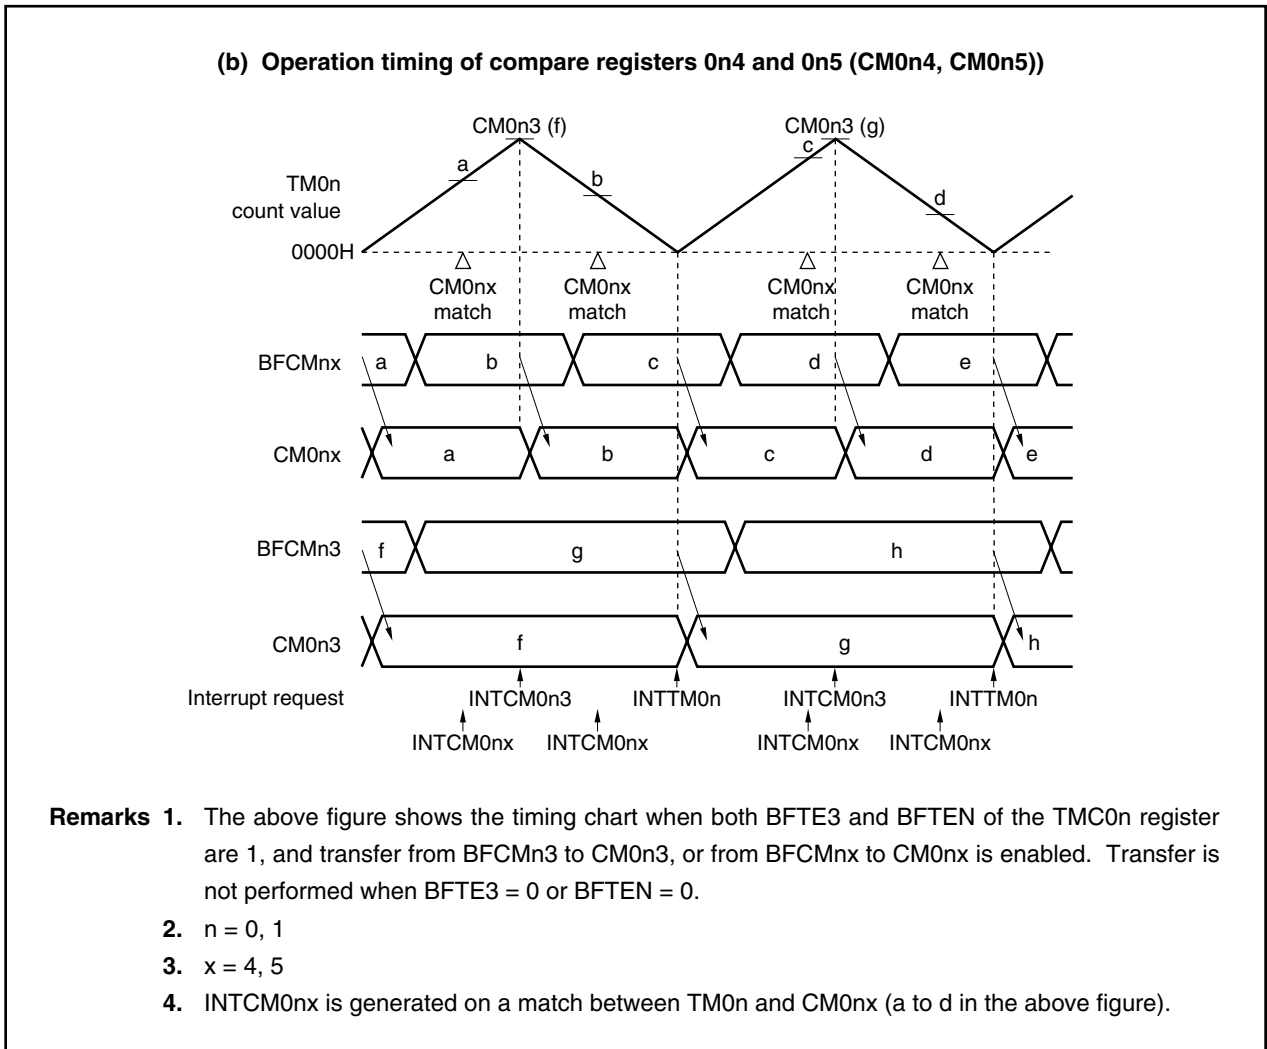 (b) Operation timing of compare registers 0n4 and 0n5 (CM0n4, CM0n5))
CM0n3 (f) CM0n3 (g)
a b c d
TM0n
count value
0000H
CM0nx CM0nx CM0nx CM0nx
match match match match
BFCMnx a b c d e
CM0nx a b c d e
BFCMn3 f g h
CM0n3 f g h
Interrupt request INTCM0n3 INTTM0n INTCM0n3 INTTM0n
INTCM0nx INTCM0nx INTCM0nx INTCM0nx
Remarks 1. The above figure shows the timing chart when both BFTE3 and BFTEN of the TMC0n register
are 1, and transfer from BFCMn3 to CM0n3, or from BFCMnx to CM0nx is enabled. Transfer is
not performed when BFTE3 = 0 or BFTEN = 0.
2. n = 0, 1
3. x = 4, 5
4. INTCM0nx is generated on a match between TM0n and CM0nx (a to d in the above figure).